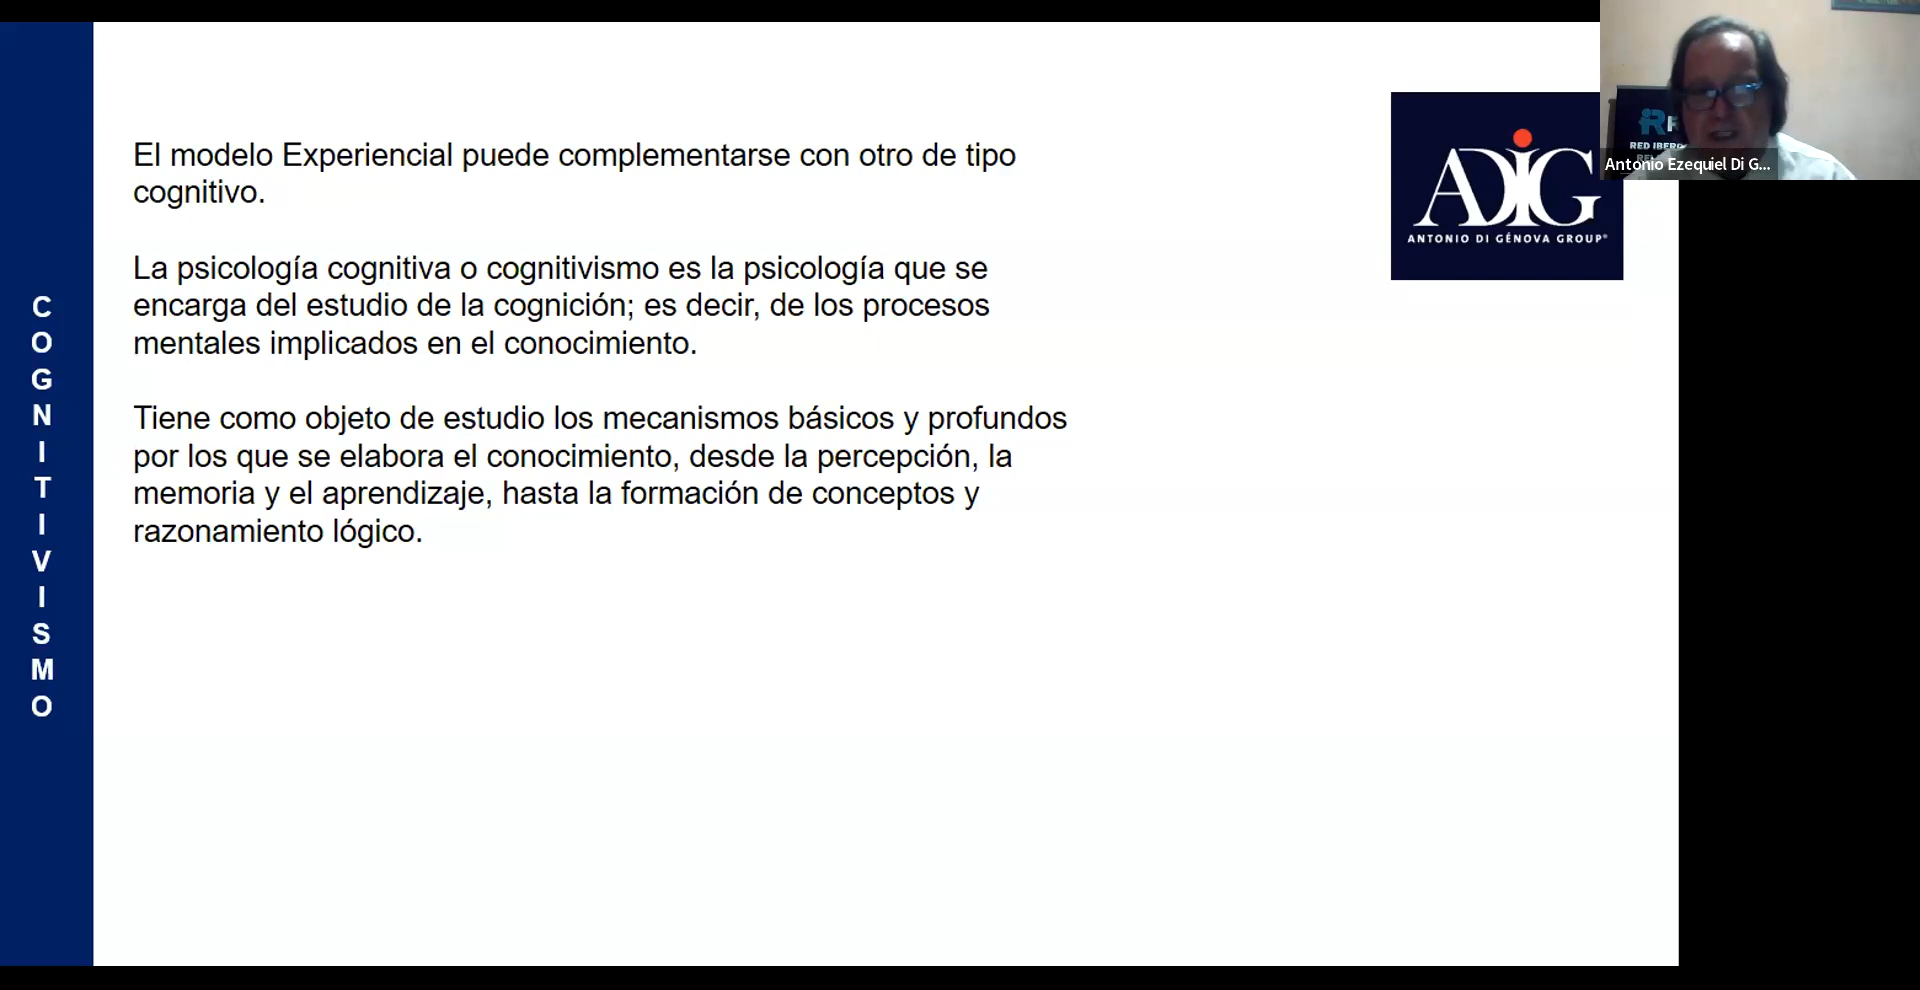 COGNITIVISMO
El modelo Experiencial puede complementarse con otro de tipo
cognitivo.
La psicología cognitiva o cognitivismo es la psicología que se
encarga del estudio de la cognición; es decir, de los procesos
mentales implicados en el conocimiento.
Tiene como objeto de estudio los mecanismos básicos y profundos
por los que se elabora el conocimiento, desde la percepción, la
memoria y el aprendizaje, hasta la formación de conceptos y
razonamiento lógico.
ADiG
ANTONIO DI GÉNOVA GROUP®
RED IBERO
Antonio Ezequiel Di G...